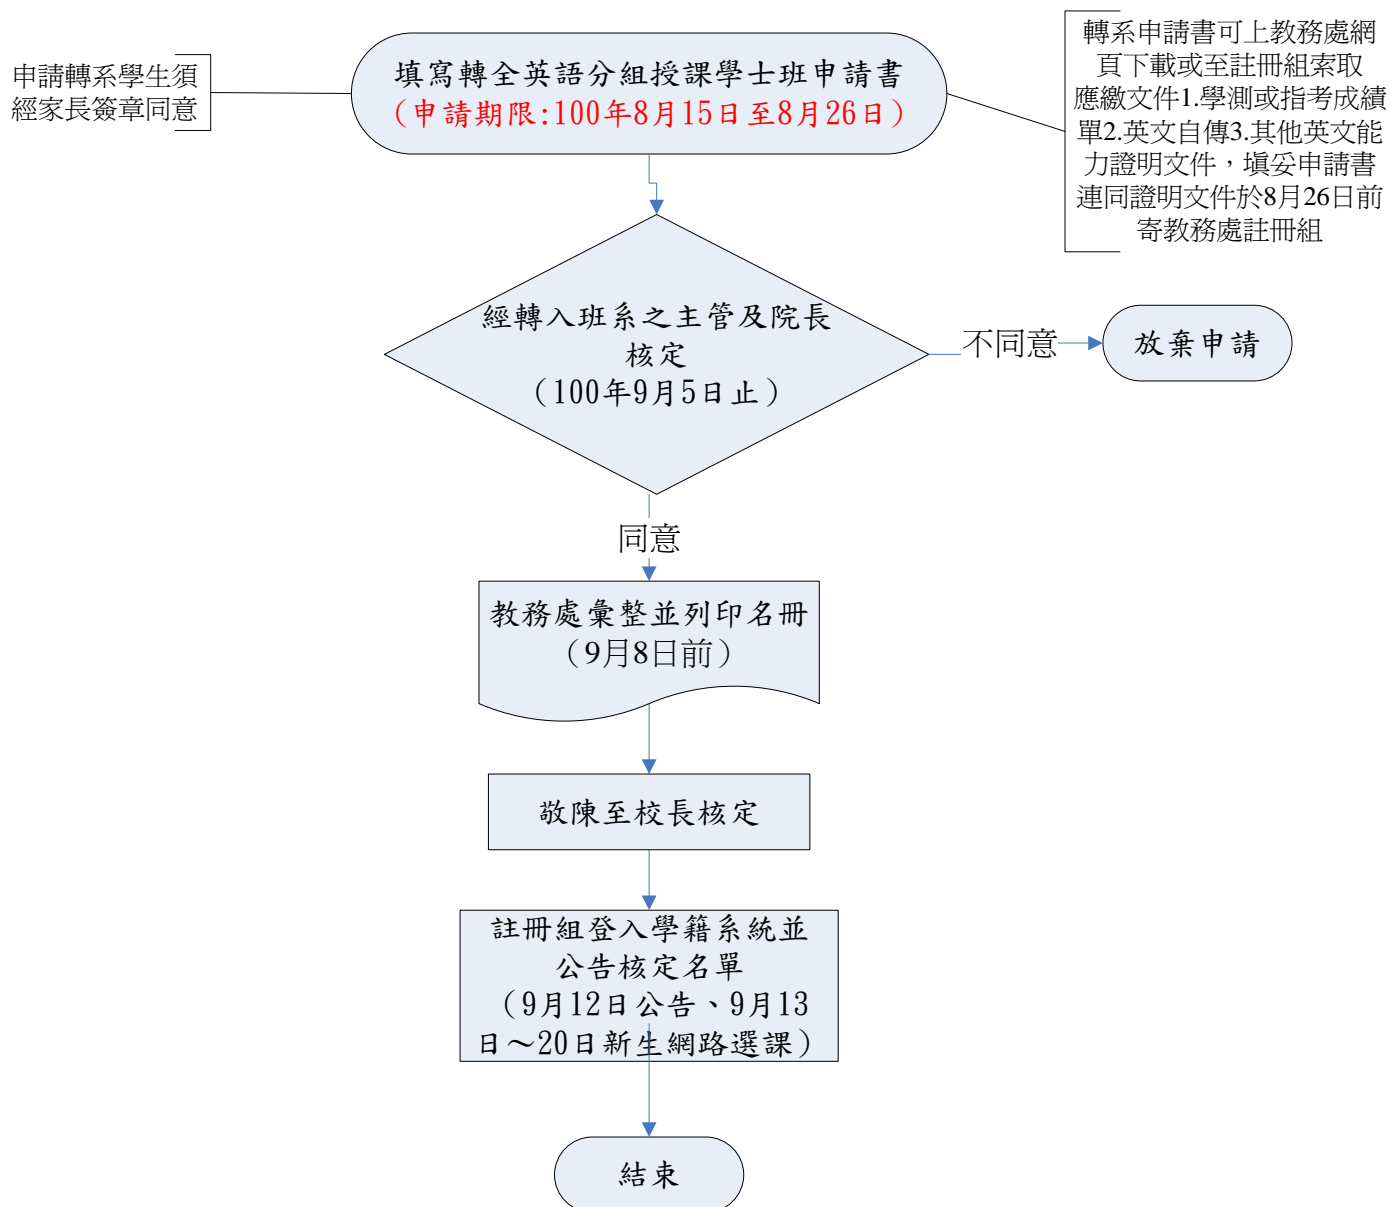 申請轉系學生須
經家長簽章同意
填寫轉全英語分組授課學士班申請書
（申請期限:100年8月15日至8月26日）
轉系申請書可上教務處網
頁下載或至註冊組索取
應繳文件1.學測或指考成績
單2.英文自傳3.其他英文能
力證明文件，填妥申請書
連同證明文件於8月26日前
寄教務處註冊組
經轉入班系之主管及院長
核定
（100年9月5日止）
不同意
放棄申請
同意
教務處彙整並列印名冊
（9月8日前）
敬陳至校長核定
註冊組登入學籍系統並
公告核定名單
（9月12日公告、9月13
日～20日新生網路選課）
結束